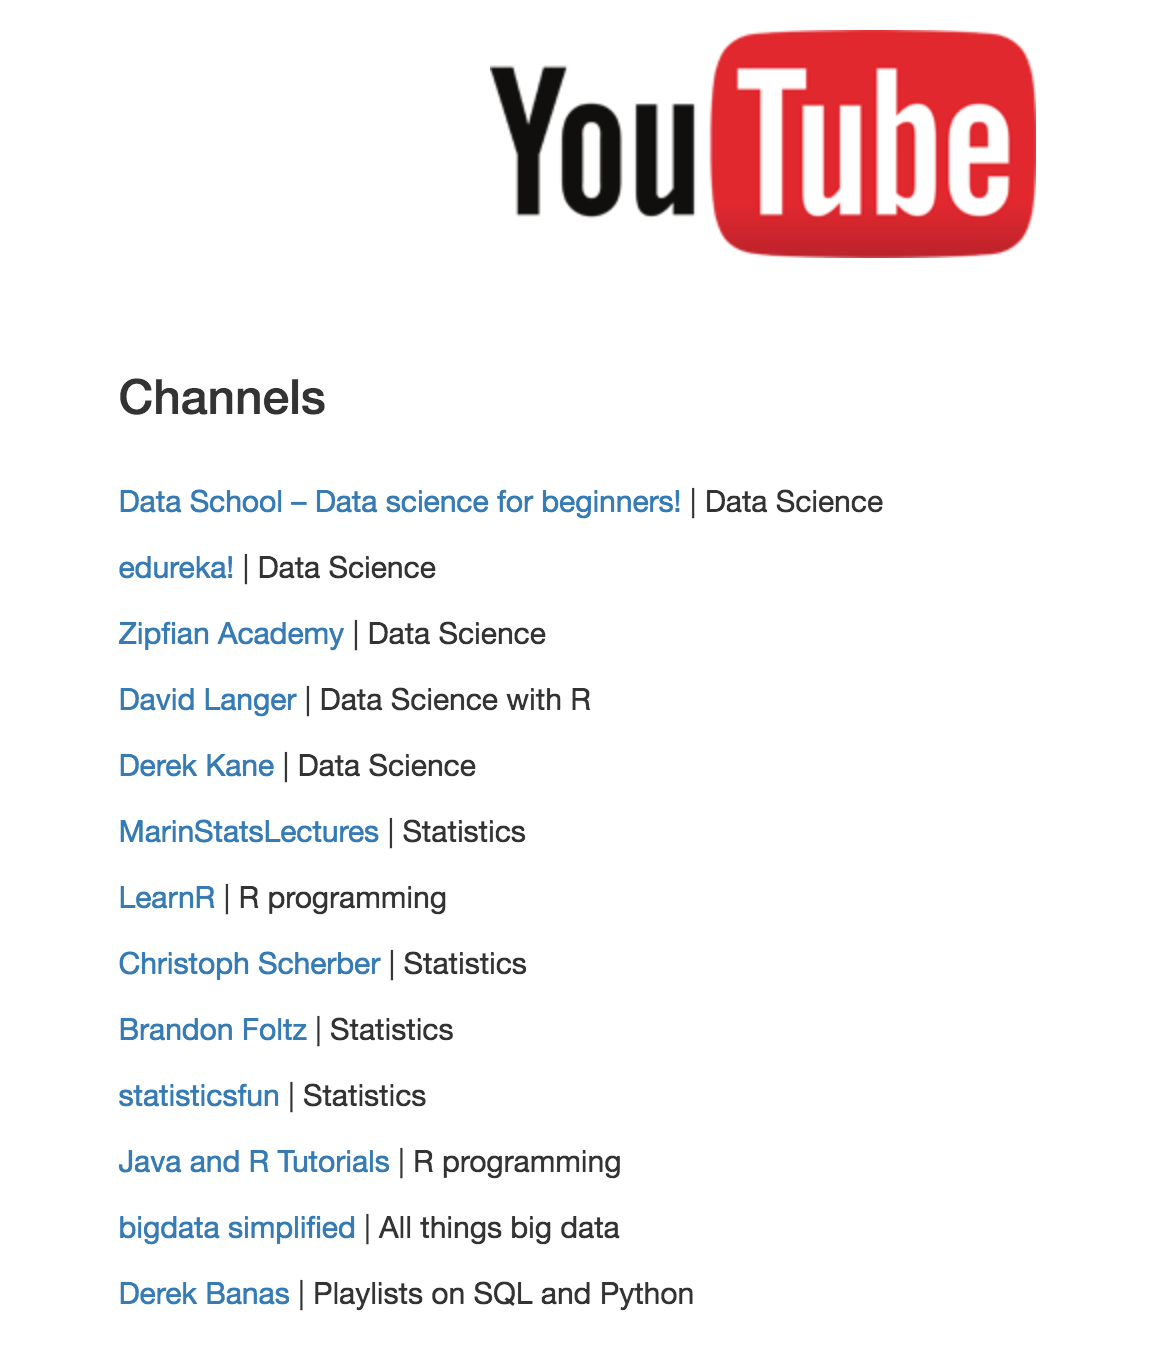 YouTube
Channels
Data School – Data science for beginners! | Data Science
edureka! | Data Science
Zipfian Academy | Data Science
David Langer | Data Science with R
Derek Kane | Data Science
MarinStatsLectures | Statistics
LearnR | R programming
Christoph Scherber | Statistics
Brandon Foltz | Statistics
statisticsfun | Statistics
Java and R Tutorials | R programming
bigdata simplified | All things big data
Derek Banas | Playlists on SQL and Python